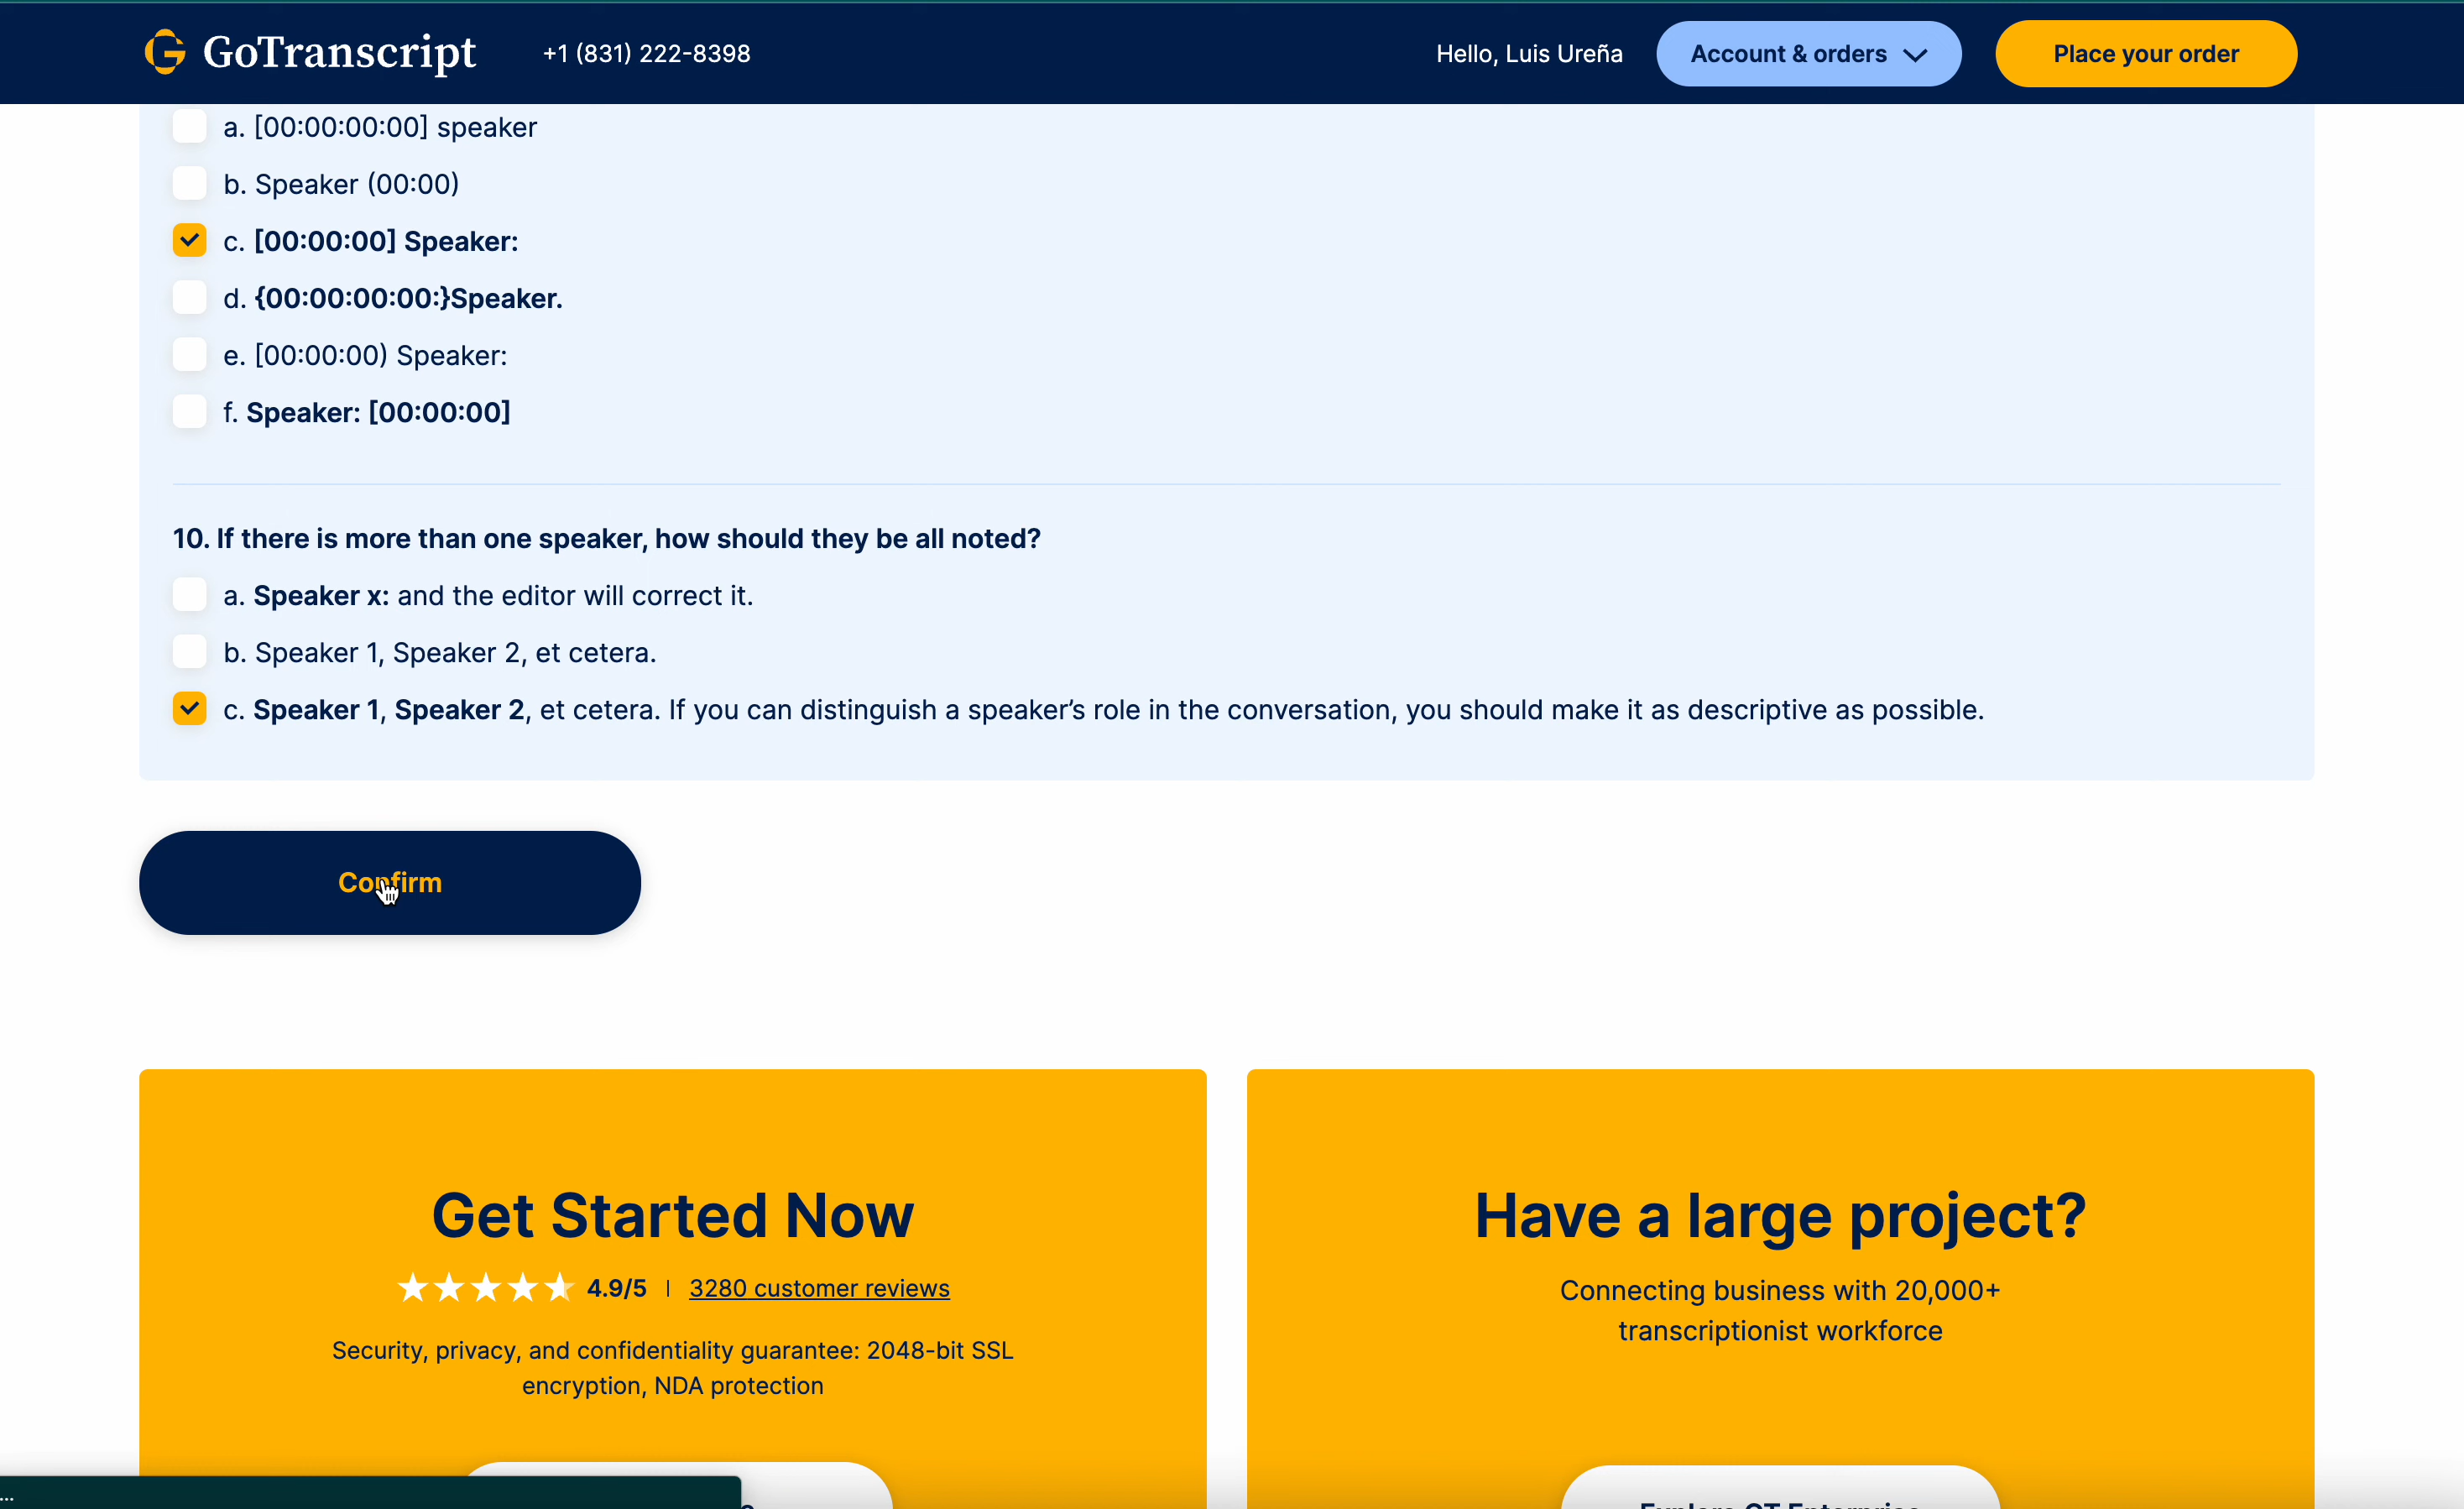 GoTranscript
+1 (831) 222-8398
Hello, Luis Ureña
Account & orders
Place your order
a. [00:00:00:00] speaker
b. Speaker (00:00)
c. [00:00:00] Speaker:
d. {00:00:00:00:}Speaker.
e. [00:00:00) Speaker:
f. Speaker: [00:00:00]
10. If there is more than one speaker, how should they be all noted?
a. Speaker x: and the editor will correct it.
b. Speaker 1, Speaker 2, et cetera.
c. Speaker 1, Speaker 2, et cetera. If you can distinguish a speaker’s role in the conversation, you should make it as descriptive as possible.
Confirm
Get Started Now
4.9/5 | 3280 customer reviews
Security, privacy, and confidentiality guarantee: 2048-bit SSL
encryption, NDA protection
Have a large project?
Connecting business with 20,000+
transcriptionist workforce
...